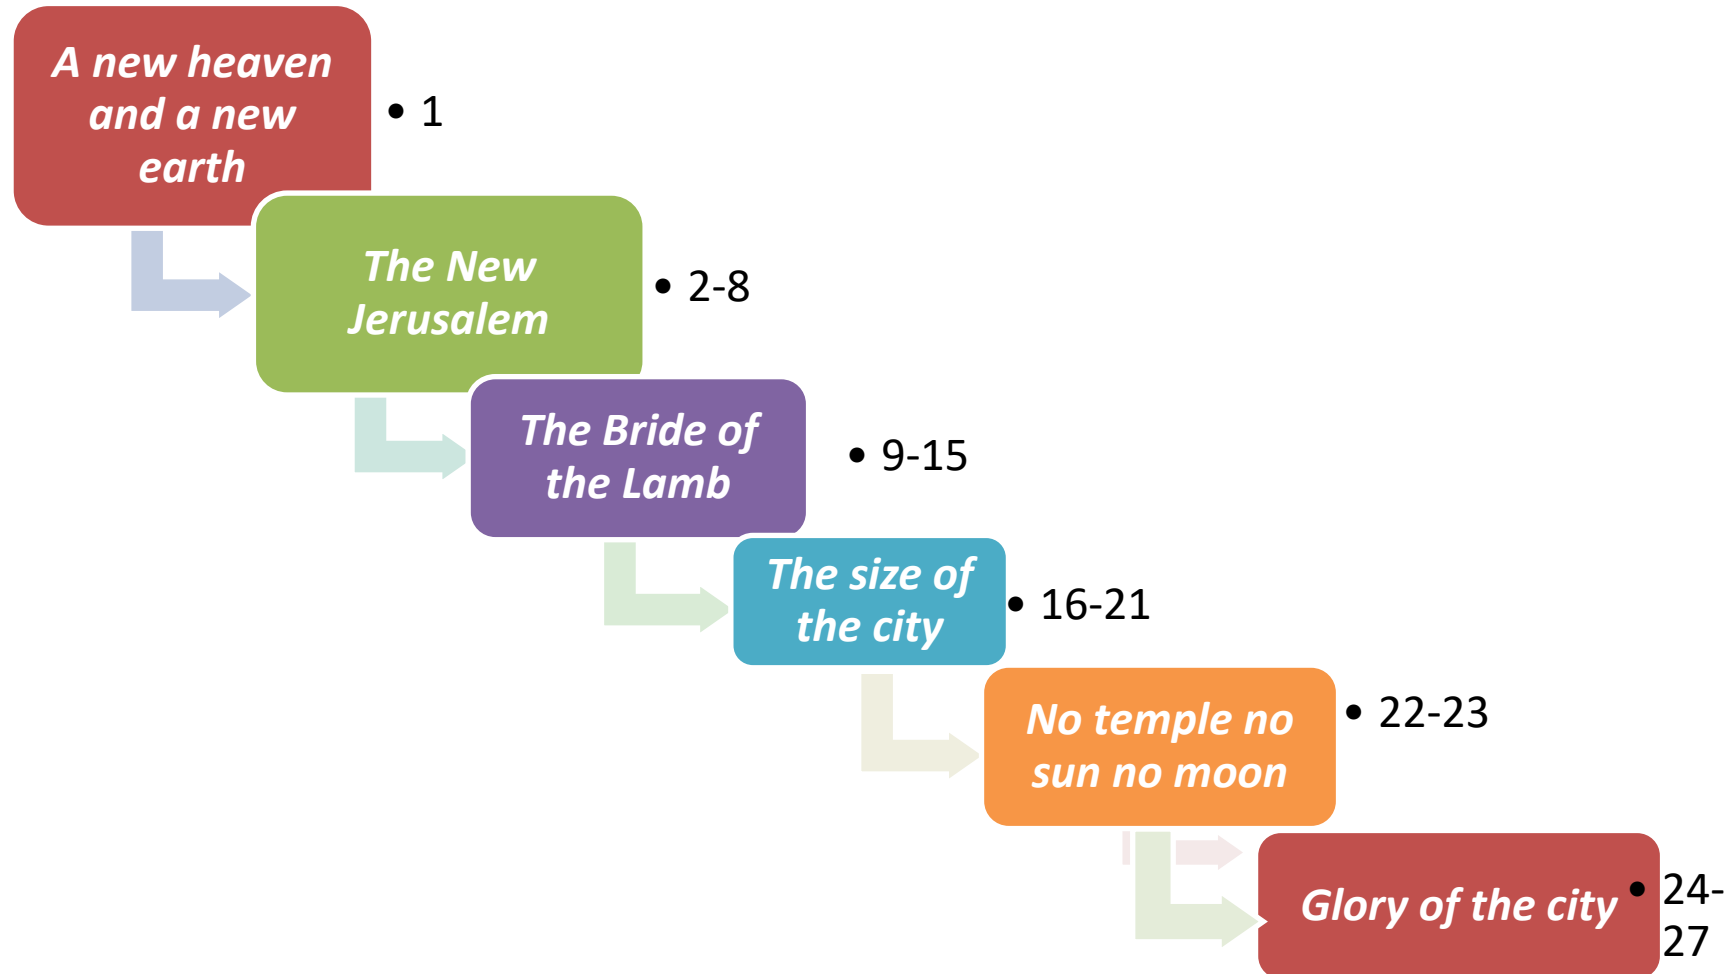 A new heaven
and a new
earth
• 1
The New
Jerusalem
• 2-8
The Bride of
the Lamb
• 9-15
The size of
the city
• 16-21
No temple no
sun no moon
• 22-23
Glory of the city
• 24-
27